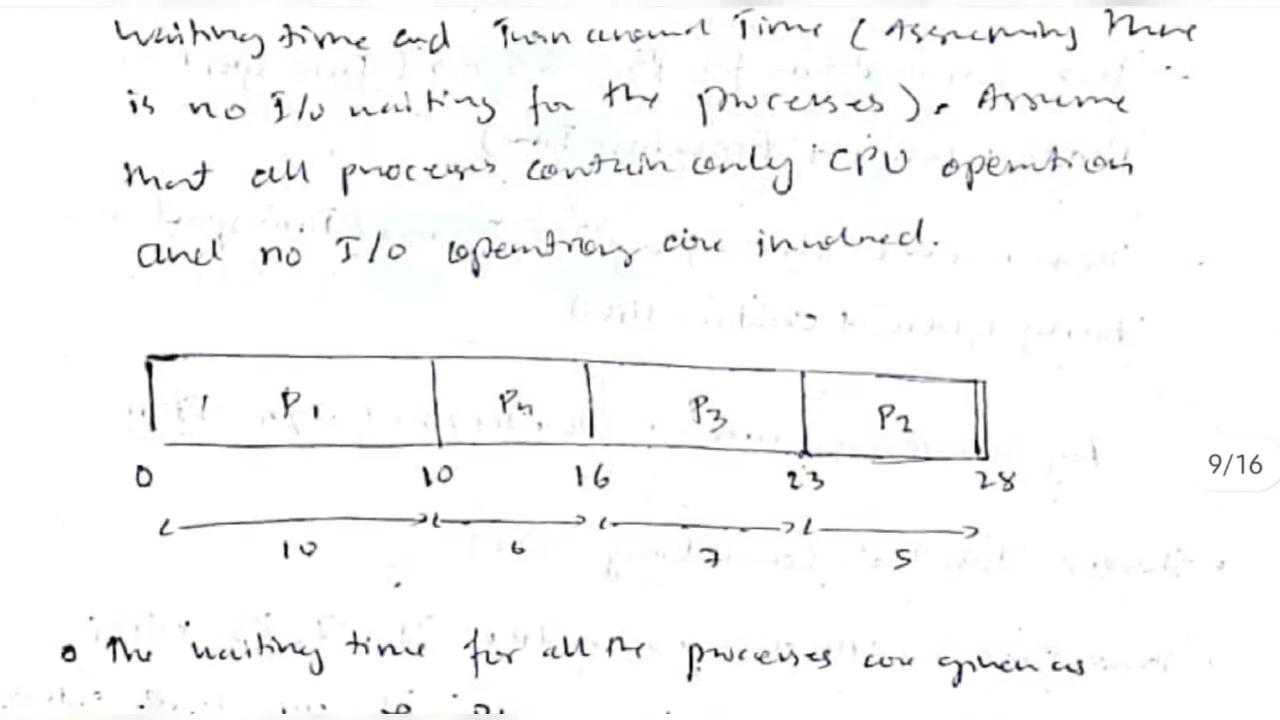 waiting time and Turn around Time (Assuming there
is no I/O waiting for the processes). Assume
that all processes contain only CPU operation
and no I/O operations are involved.
P1 P4 P3 P2
0 10 16 23 28
10 6 7 5
9/16
• The waiting time for all the processes are given as